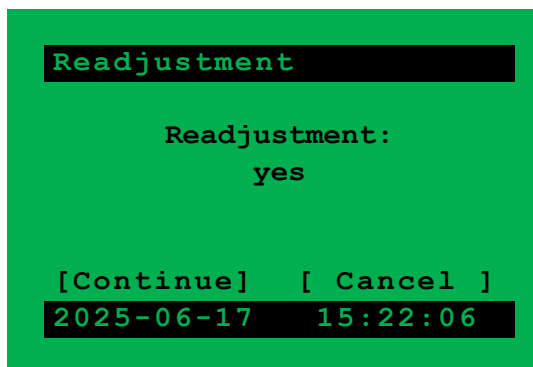 Readjustment
Readjustment:
yes
[Continue] [ Cancel ]
2025-06-17 15:22:06